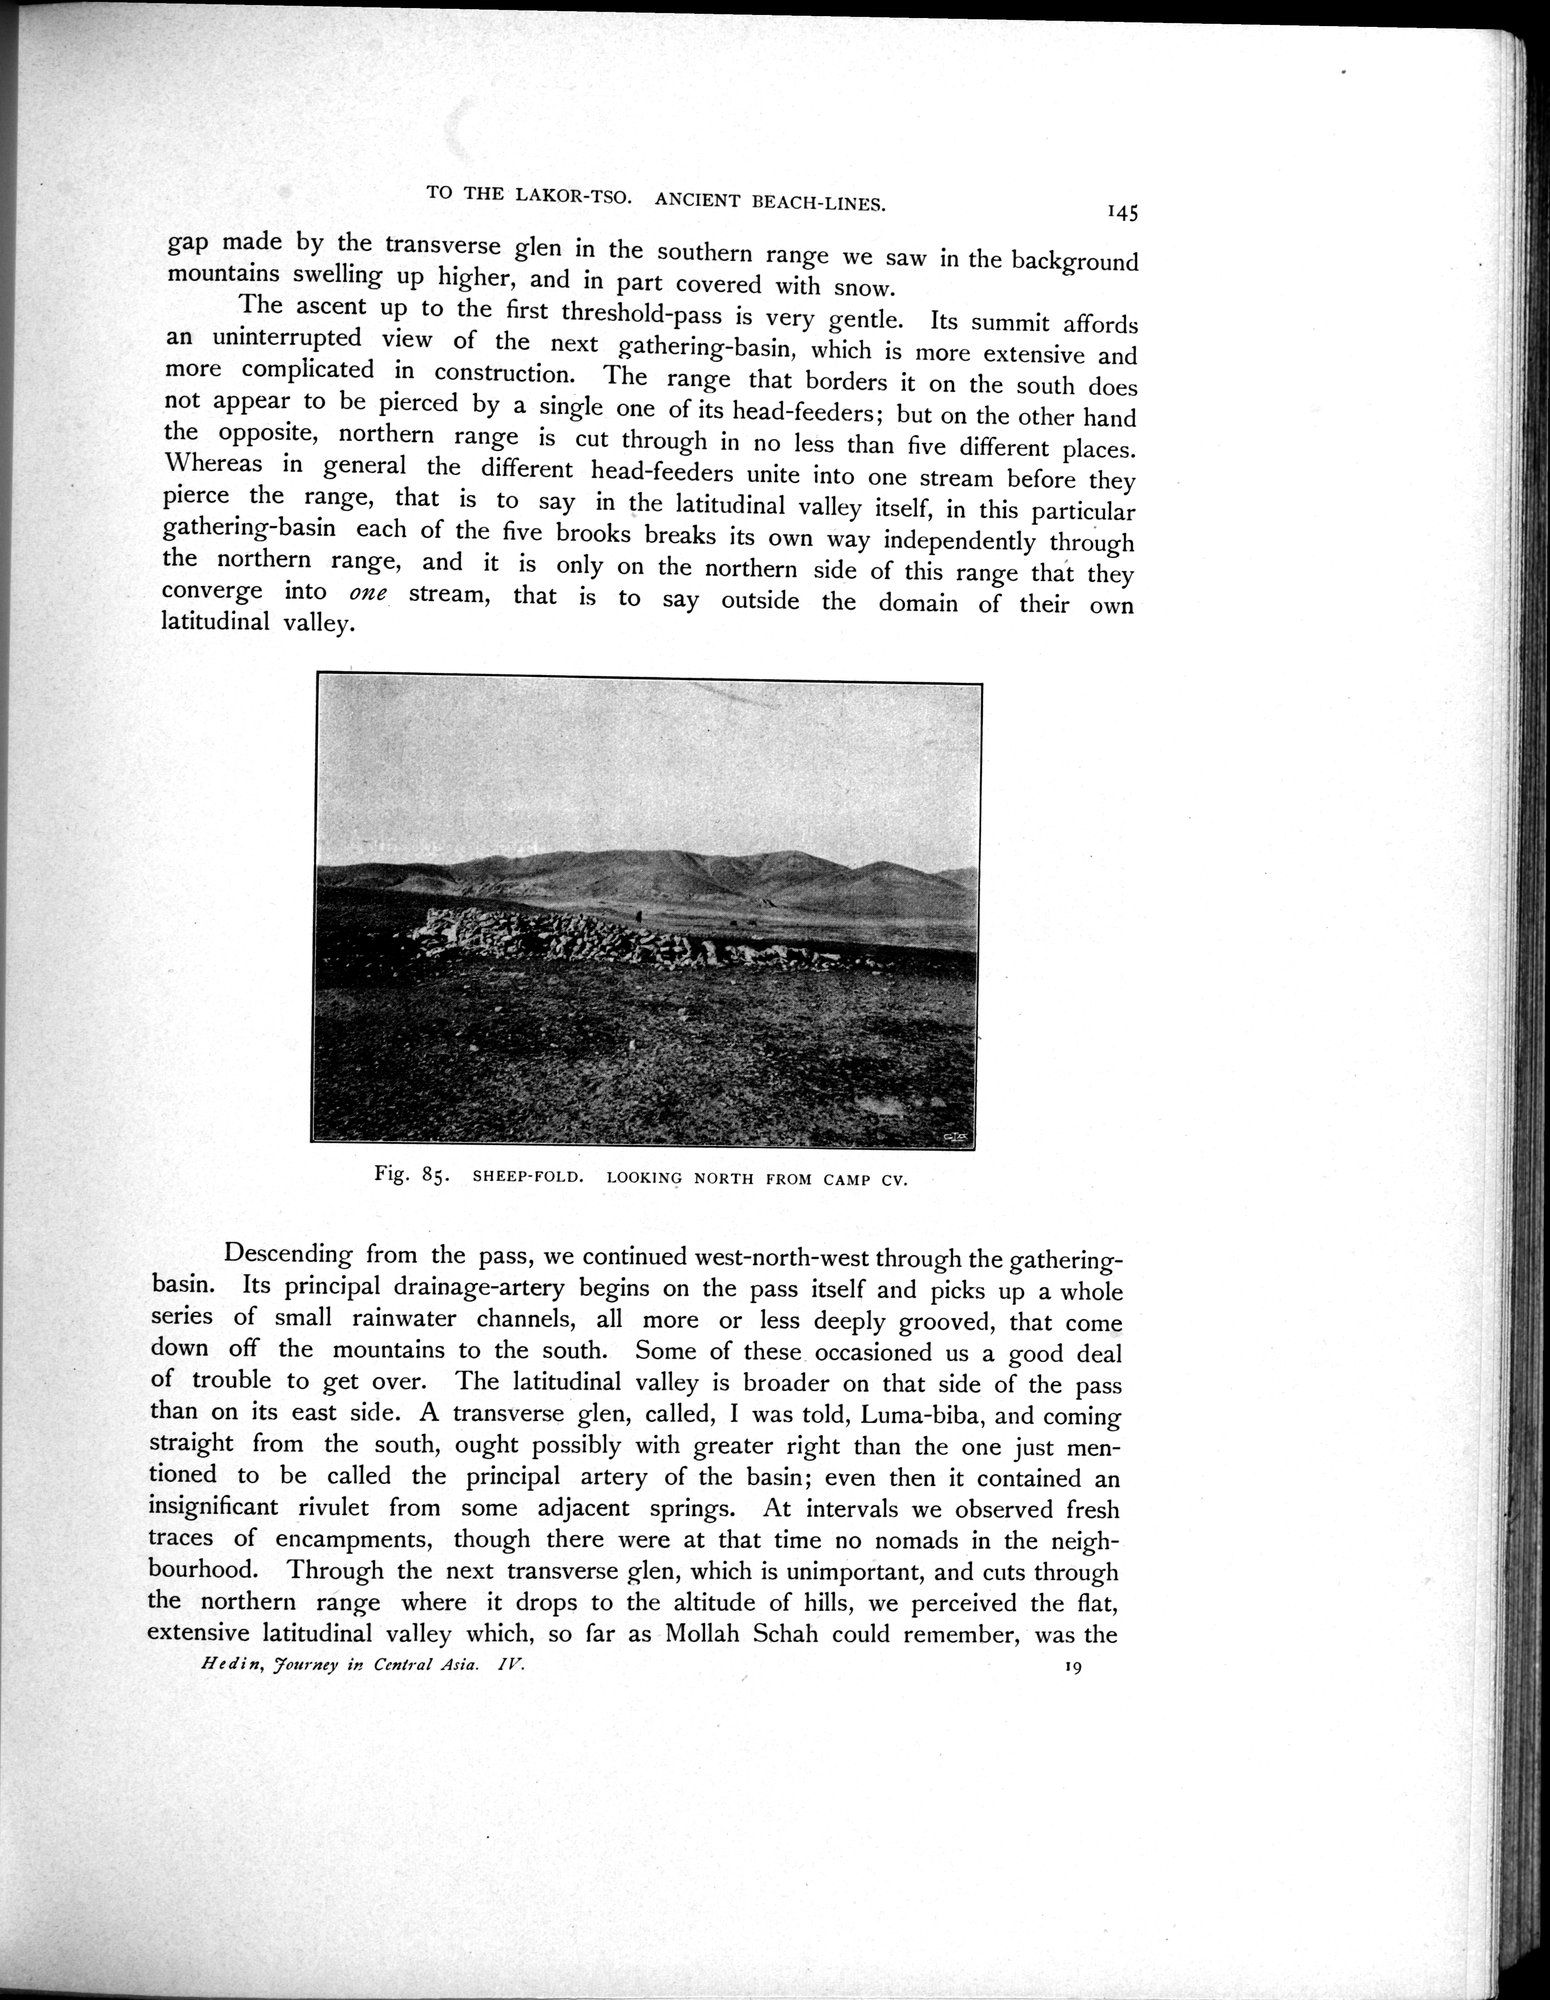 TO THE LAKOR-TSO. ANCIENT BEACH-LINES.
145
gap made by the transverse glen in the southern range we saw in the background
mountains swelling up higher, and in part covered with snow.
The ascent up to the first threshold-pass is very gentle. Its summit affords
an uninterrupted view of the next gathering-basin, which is more extensive and
more complicated in construction. The range that borders it on the south does
not appear to be pierced by a single one of its head-feeders; but on the other hand
the opposite, northern range is cut through in no less than five different places.
Whereas in general the different head-feeders unite into one stream before they
pierce the range, that is to say in the latitudinal valley itself, in this particular
gathering-basin each of the five brooks breaks its own way independently through
the northern range, and it is only on the northern side of this range that they
converge into one stream, that is to say outside the domain of their own
latitudinal valley.
Fig. 85. SHEEP-FOLD. LOOKING NORTH FROM CAMP CV.
Descending from the pass, we continued west-north-west through the gathering-
basin. Its principal drainage-artery begins on the pass itself and picks up a whole
series of small rainwater channels, all more or less deeply grooved, that come
down off the mountains to the south. Some of these occasioned us a good deal
of trouble to get over. The latitudinal valley is broader on that side of the pass
than on its east side. A transverse glen, called, I was told, Luma-biba, and coming
straight from the south, ought possibly with greater right than the one just men-
tioned to be called the principal artery of the basin; even then it contained an
insignificant rivulet from some adjacent springs. At intervals we observed fresh
traces of encampments, though there were at that time no nomads in the neigh-
bourhood. Through the next transverse glen, which is unimportant, and cuts through
the northern range where it drops to the altitude of hills, we perceived the flat,
extensive latitudinal valley which, so far as Mollah Schah could remember, was the
Hedin, Journey in Central Asia. IV.
19